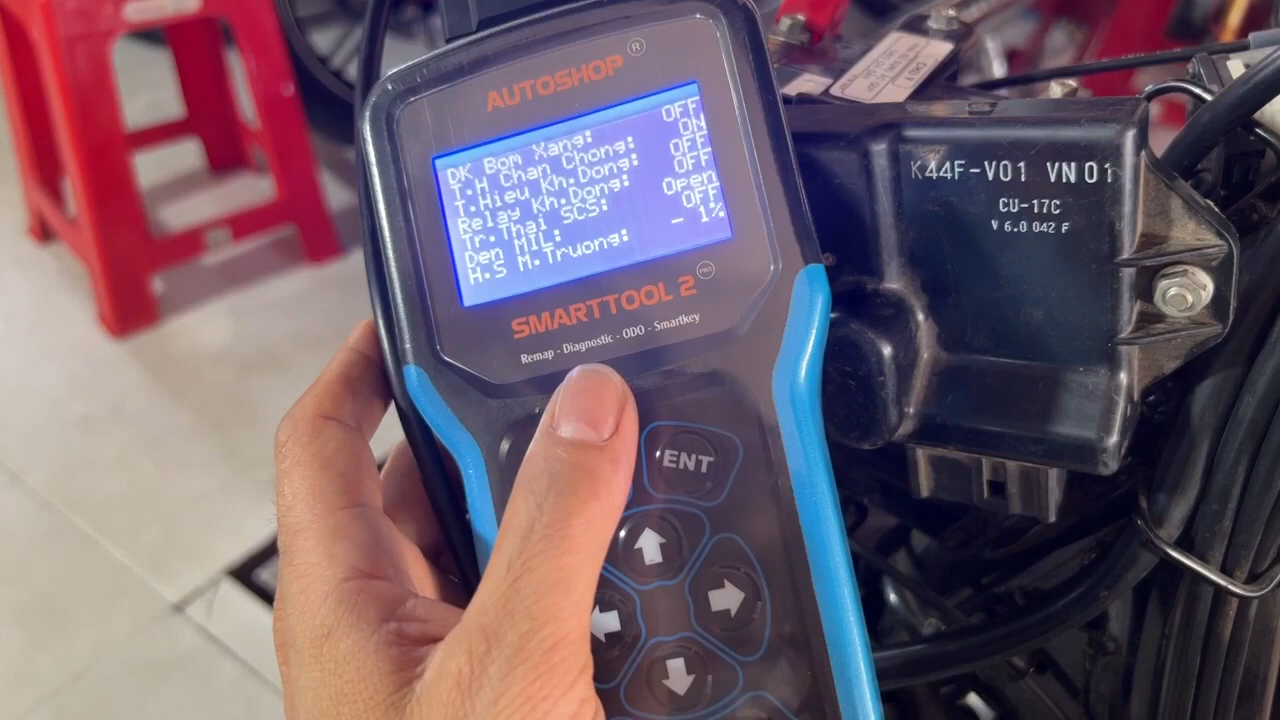 AUTOSHOP ®
DK Bom Xang: OFF
T.H Chan Chong: ON
T.Hieu Kh.Dong: OFF
Relay Kh.Dong: OFF
Tr.Thai SCS: Open
Den MIL: OFF
H.S M.Truong: - 1%
SMARTTOOL 2 PRO
Remap - Diagnostic - ODO - Smartkey
ENT
K44F-V01 VN01
CU-17C
V 6.0 042 F